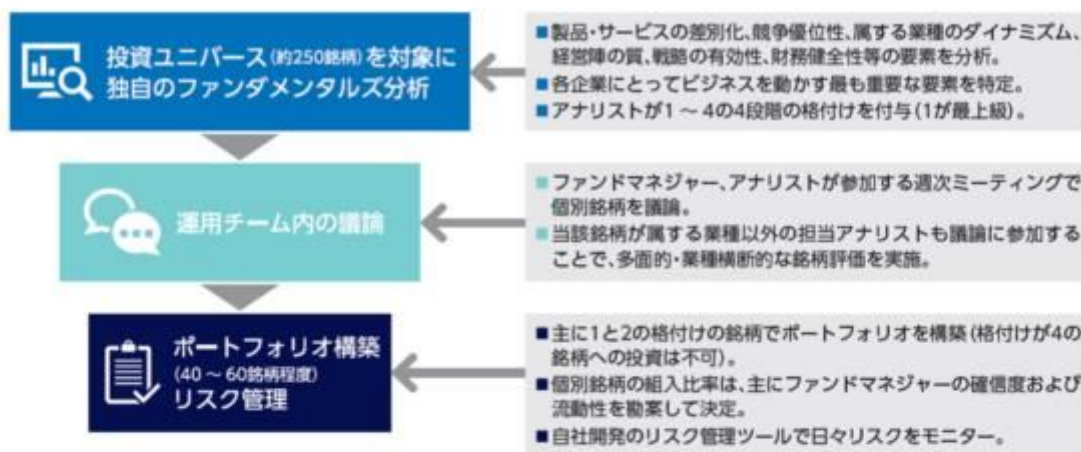 投資ユニバース(約250銘柄)を対象に
独自のファンダメンタルズ分析
■製品・サービスの差別化、競争優位性、属する業種のダイナミズム、
経営陣の質、戦略の有効性、財務健全性等の要素を分析。
■各企業にとってビジネスを動かす最も重要な要素を特定。
■アナリストが1～4の4段階の格付けを付与(1が最上級)。
運用チーム内の議論
■ファンドマネジャー、アナリストが参加する週次ミーティングで
個別銘柄を議論。
■当該銘柄が属する業種以外の担当アナリストも議論に参加する
ことで、多面的・業種横断的な銘柄評価を実施。
ポートフォリオ構築
(40～60銘柄程度)
リスク管理
■主に1と2の格付けの銘柄でポートフォリオを構築(格付けが4の
銘柄への投資は不可)。
■個別銘柄の組入比率は、主にファンドマネジャーの確信度および
流動性を勘案して決定。
■自社開発のリスク管理ツールで日々リスクをモニター。